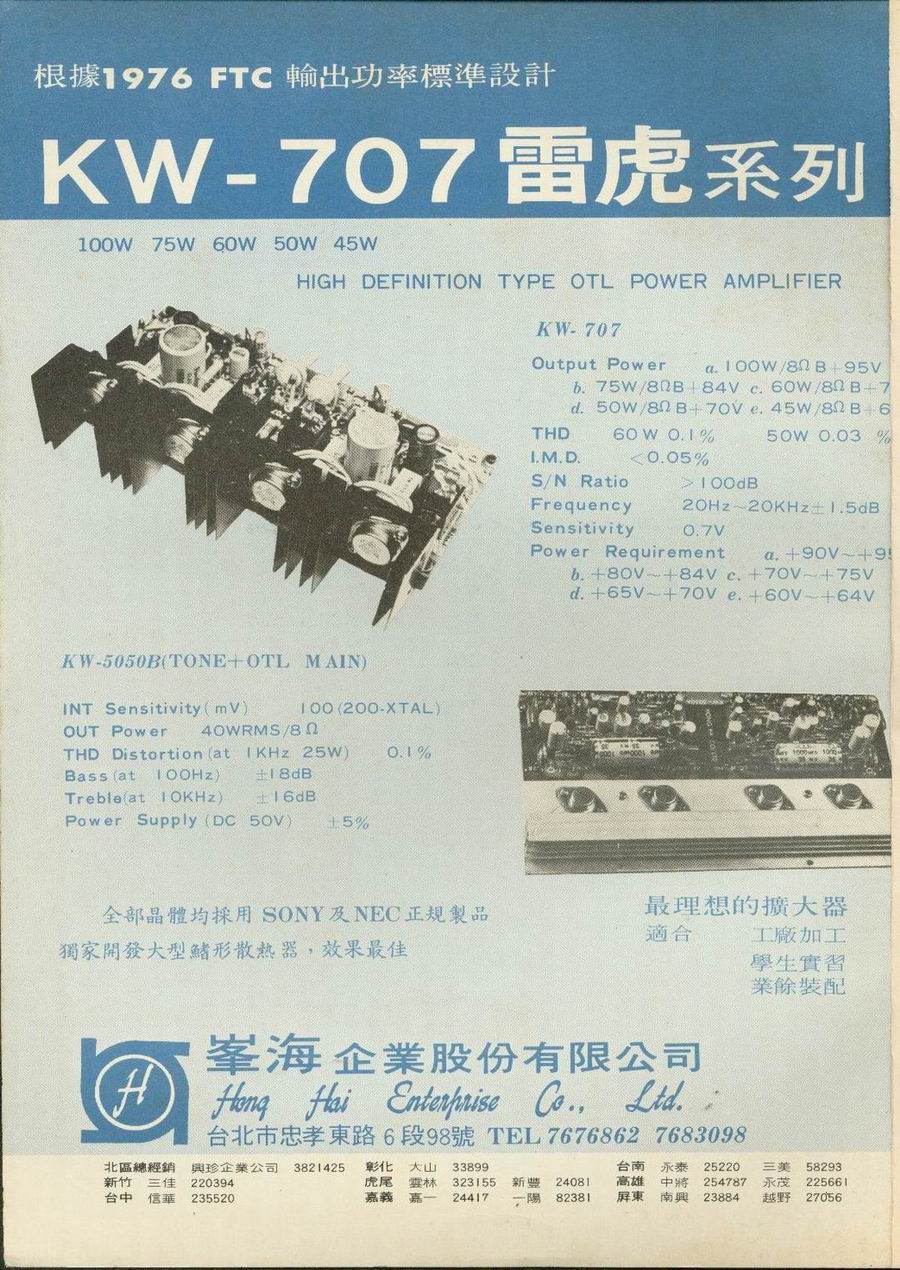 根據1976 FTC 輸出功率標準設計
KW-707雷虎系列
100W 75W 60W 50W 45W
HIGH DEFINITION TYPE OTL POWER AMPLIFIER
KW-707
Output Power a. 100W/8Ω B+95V
b. 75W/8Ω B+84V c. 60W/8Ω B+7
d. 50W/8Ω B+70V e. 45W/8Ω B+6
THD 60W 0.1% 50W 0.03 %
I.M.D. <0.05%
S/N Ratio >100dB
Frequency 20Hz~20KHz±1.5dB
Sensitivity 0.7V
Power Requirement a. +90V~+9
b. +80V~+84V c. +70V~+75V
d. +65V~+70V e. +60V~+64V
KW-5050B(TONE+OTL MAIN)
INT Sensitivity(mV) 100(200-XTAL)
OUT Power 40WRMS/8Ω
THD Distortion(at 1KHz 25W) 0.1%
Bass(at 100Hz) ±18dB
Treble(at 10KHz) ±16dB
Power Supply(DC 50V) ±5%
全部晶體均採用 SONY及NEC正規製品
獨家開發大型鰭形散熱器，效果最佳
最理想的擴大器
適合 工廠加工
學生實習
業餘裝配
H
峯海企業股份有限公司
Hong Hai Enterprise Co., Ltd.
台北市忠孝東路6段98號 TEL 7676862 7683098
北區總經銷 興珍企業公司 3821425 彰化 大山 33899 台南 永泰 25220 三美 58293
新竹 三佳 220394 虎尾 雲林 323155 新豐 24081 高雄 中將 254787 永茂 225661
台中 信華 235520 嘉義 嘉一 24417 一陽 82381 屏東 南興 23884 越野 27056